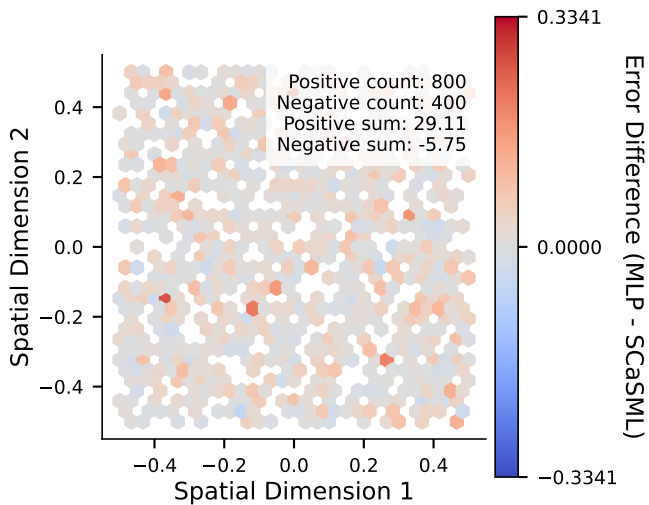 0.3341
Positive count: 800
Negative count: 400
Positive sum: 29.11
Negative sum: -5.75
0.4
0.2
0.0
−0.2
−0.4
Spatial Dimension 2
−0.4 −0.2 0.0 0.2 0.4
Spatial Dimension 1
0.0000
−0.3341
Error Difference (MLP - SCaSML)